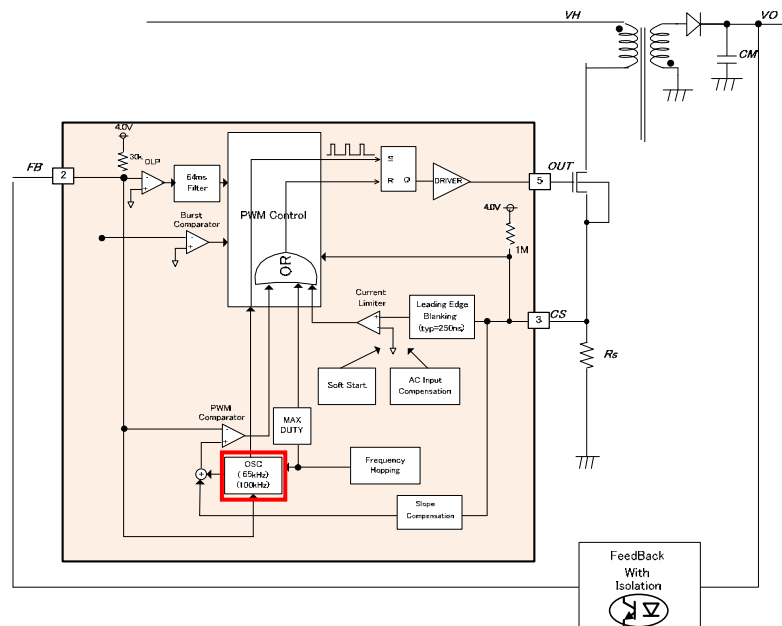 VH
VO
CM
4.0V
30k
OLP
FB
2
64ms
Filter
S
R
Q
DRIVER
OUT
5
Burst
Comparator
PWM Control
4.0V
1M
OR
Current
Limiter
Leading Edge
Blanking
(typ=250ns)
3
CS
Rs
Soft Start
AC Input
Compensation
PWM
Comparator
MAX
DUTY
OSC
(65kHz)
(100kHz)
Frequency
Hopping
Slope
Compensation
FeedBack
With
Isolation